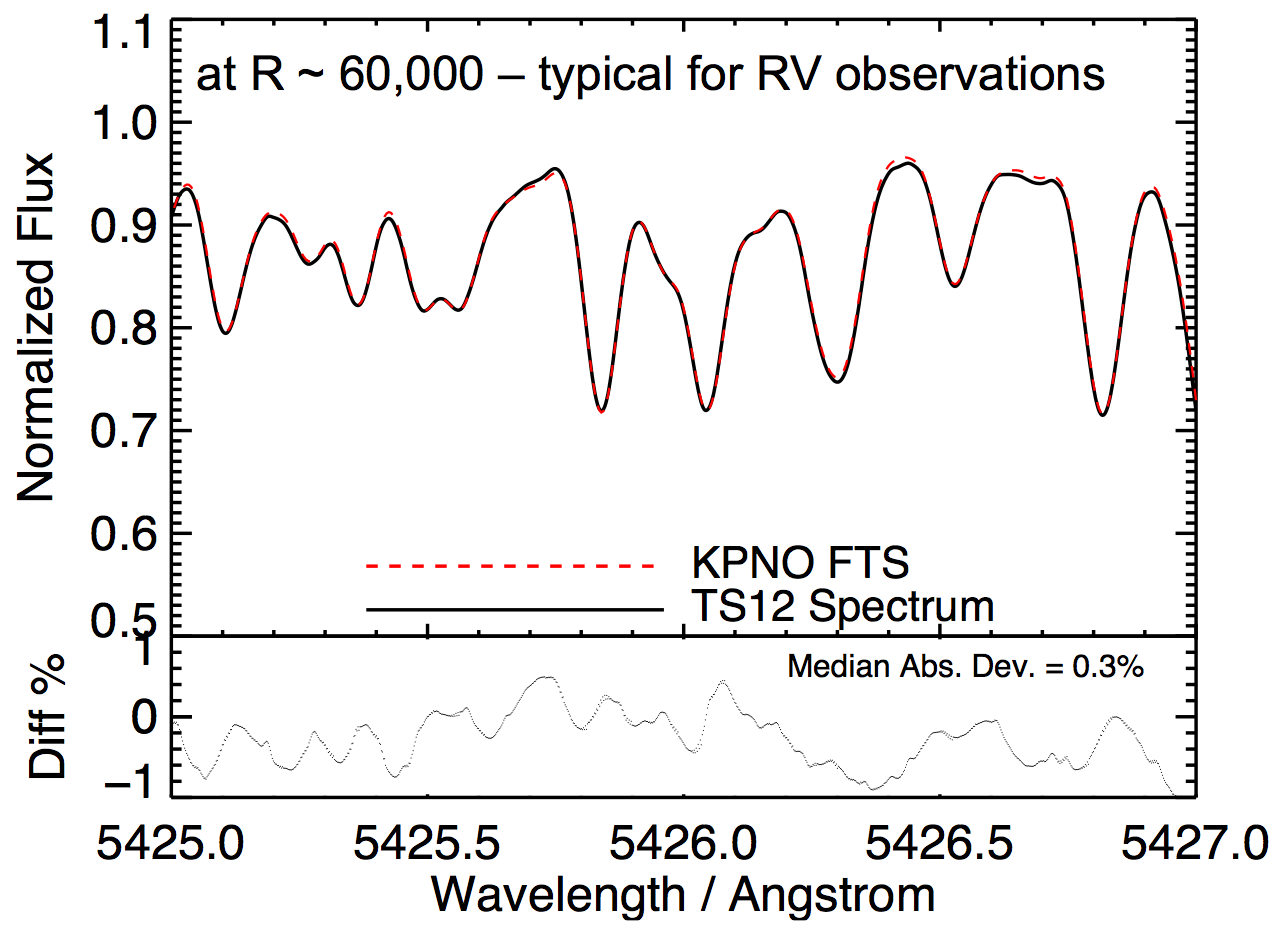 1.1
at R ~ 60,000 – typical for RV observations
1.0
0.9
0.8
0.7
0.6
0.5
Normalized Flux
KPNO FTS
TS12 Spectrum
1
0
−1
Diff %
Median Abs. Dev. = 0.3%
5425.0 5425.5 5426.0 5426.5 5427.0
Wavelength / Angstrom